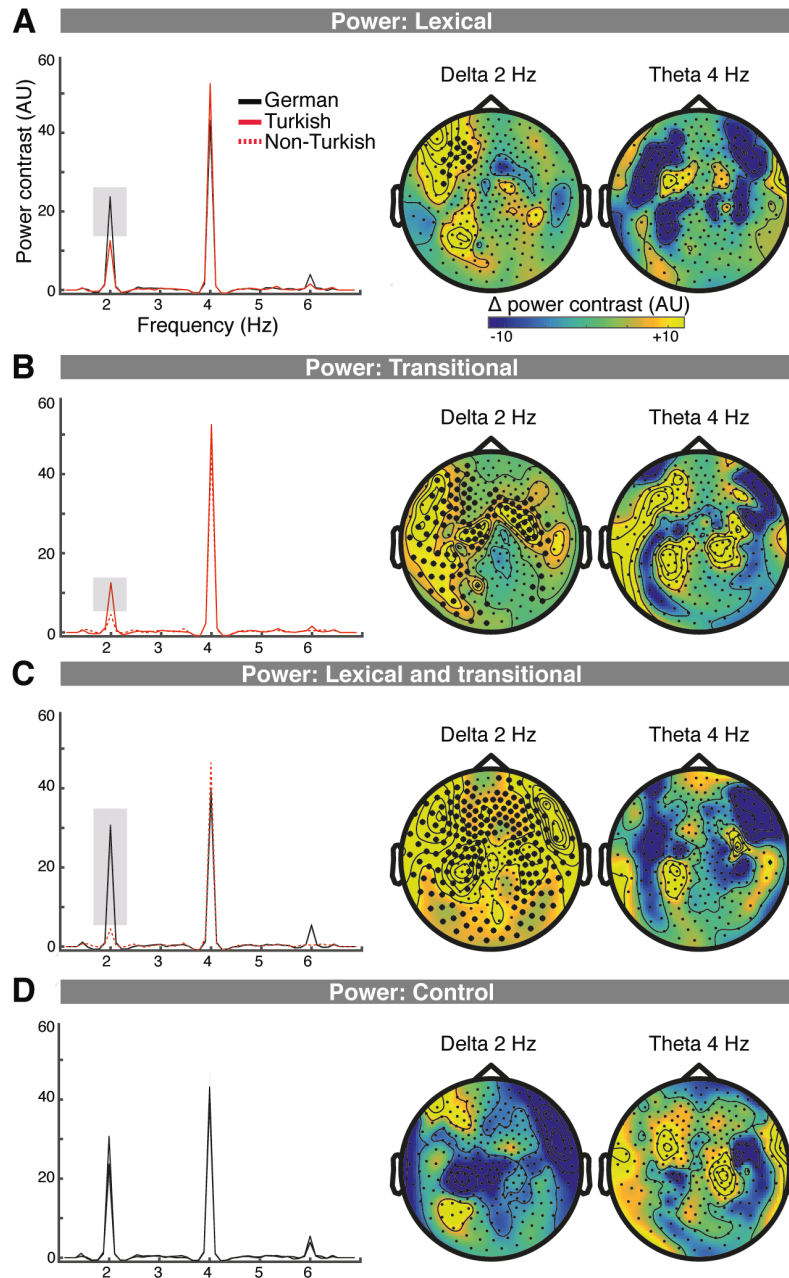 A Power: Lexical
60
40
20
0
2 3 4 5 6
Power contrast (AU)
Frequency (Hz)
German
Turkish
Non-Turkish
Delta 2 Hz Theta 4 Hz
Δ power contrast (AU)
-10 +10
B Power: Transitional
60
40
20
0
2 3 4 5 6
Delta 2 Hz Theta 4 Hz
C Power: Lexical and transitional
60
40
20
0
2 3 4 5 6
Delta 2 Hz Theta 4 Hz
D Power: Control
60
40
20
0
2 3 4 5 6
Delta 2 Hz Theta 4 Hz